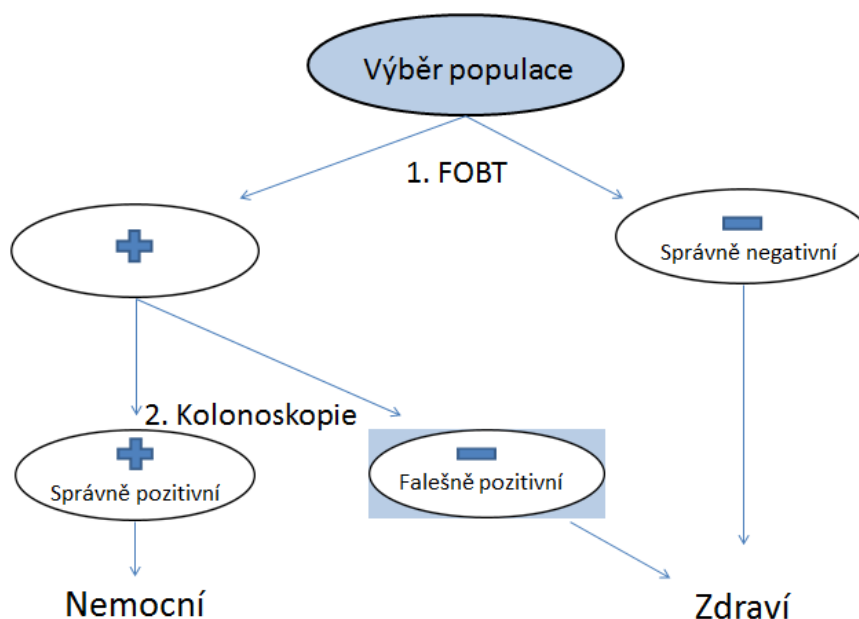 Výběr populace
1. FOBT
Správně negativní
2. Kolonoskopie
Správně pozitivní
Falešně pozitivní
Nemocní
Zdraví